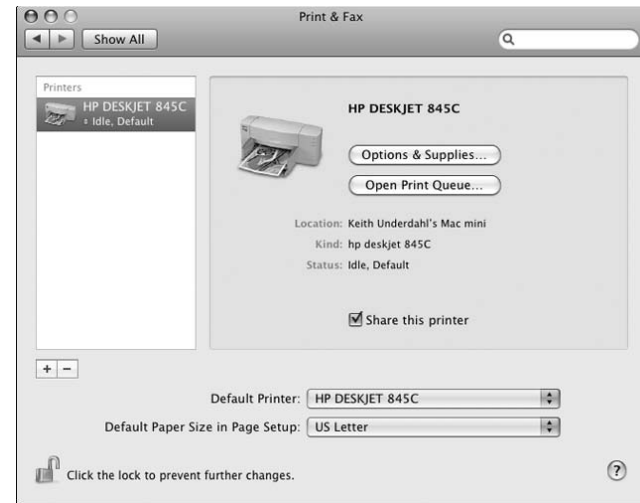 Print & Fax
Show All
Printers
HP DESKJET 845C
Idle, Default
HP DESKJET 845C
Options & Supplies...
Open Print Queue...
Location: Keith Underdahl's Mac mini
Kind: hp deskjet 845C
Status: Idle, Default
Share this printer
+ −
Default Printer: HP DESKJET 845C
Default Paper Size in Page Setup: US Letter
Click the lock to prevent further changes.
?